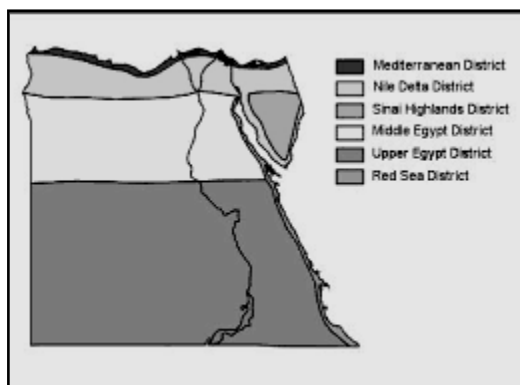 Mediterranean District
Nile Delta District
Sinai Highlands District
Middle Egypt District
Upper Egypt District
Red Sea District